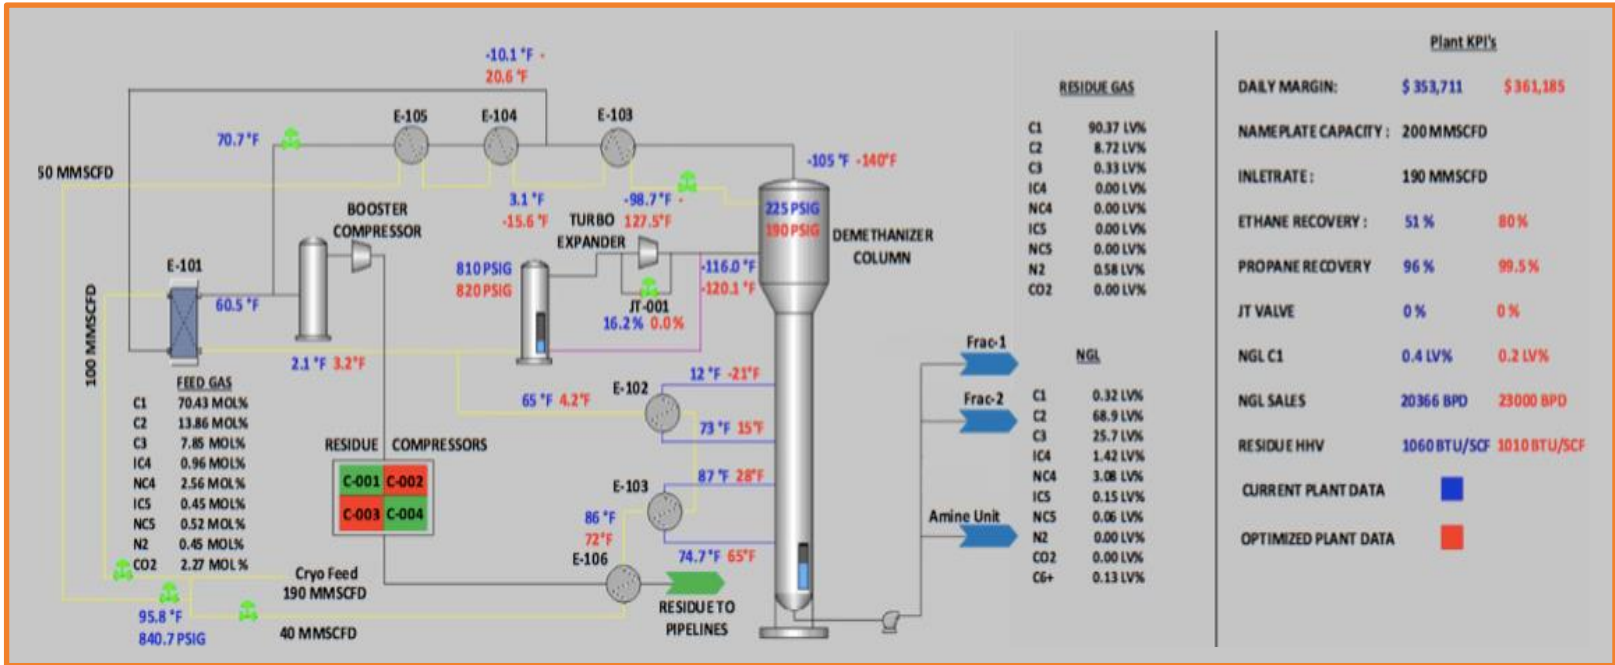 -10.1 °F -
20.6 °F
E-105
E-104
E-103
70.7 °F
-105 °F -140°F
50 MMSCFD
3.1 °F
-15.6 °F
-98.7 °F -
127.5°F
225 PSIG
190 PSIG
BOOSTER
COMPRESSOR
TURBO
EXPANDER
DEMETHANIZER
COLUMN
E-101
810 PSIG
820 PSIG
-116.0 °F
-120.1 °F
60.5 °F
JT-001
16.2% 0.0%
100 MMSCFD
2.1 °F 3.2°F
12 °F -21°F
E-102
65 °F 4.2°F
73 °F 15°F
FEED GAS
C1 70.43 MOL%
C2 13.86 MOL%
C3 7.85 MOL%
IC4 0.96 MOL%
NC4 2.56 MOL%
IC5 0.45 MOL%
NC5 0.52 MOL%
N2 0.45 MOL%
CO2 2.27 MOL %
RESIDUE COMPRESSORS
C-001 C-002
C-003 C-004
87 °F 28°F
E-103
86 °F
72°F
74.7°F 65°F
E-106
Cryo Feed
190 MMSCFD
95.8 °F
840.7 PSIG
40 MMSCFD
RESIDUE TO
PIPELINES
Frac-1
Frac-2
Amine Unit
RESIDUE GAS
C1 90.37 LV%
C2 8.72 LV%
C3 0.33 LV%
IC4 0.00 LV%
NC4 0.00 LV%
IC5 0.00 LV%
NC5 0.00 LV%
N2 0.58 LV%
CO2 0.00 LV%
NGL
C1 0.32 LV%
C2 68.9 LV%
C3 25.7 LV%
IC4 1.42 LV%
NC4 3.08 LV%
IC5 0.15 LV%
NC5 0.06 LV%
N2 0.00 LV%
CO2 0.00 LV%
C6+ 0.13 LV%
Plant KPI's
DAILY MARGIN: $ 353,711 $ 361,185
NAMEPLATE CAPACITY : 200 MMSCFD
INLETRATE : 190 MMSCFD
ETHANE RECOVERY : 51 % 80 %
PROPANE RECOVERY 96 % 99.5 %
JT VALVE 0 % 0 %
NGL C1 0.4 LV% 0.2 LV%
NGL SALES 20366 BPD 23000 BPD
RESIDUE HHV 1060 BTU/SCF 1010 BTU/SCF
CURRENT PLANT DATA
OPTIMIZED PLANT DATA